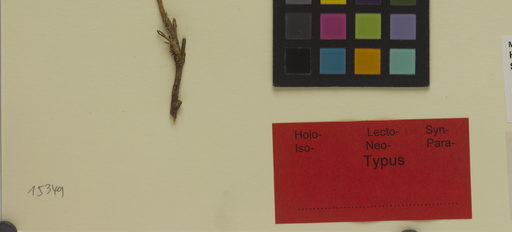 Holo- Lecto- Syn-
Iso- Neo- Para-
Typus
15349